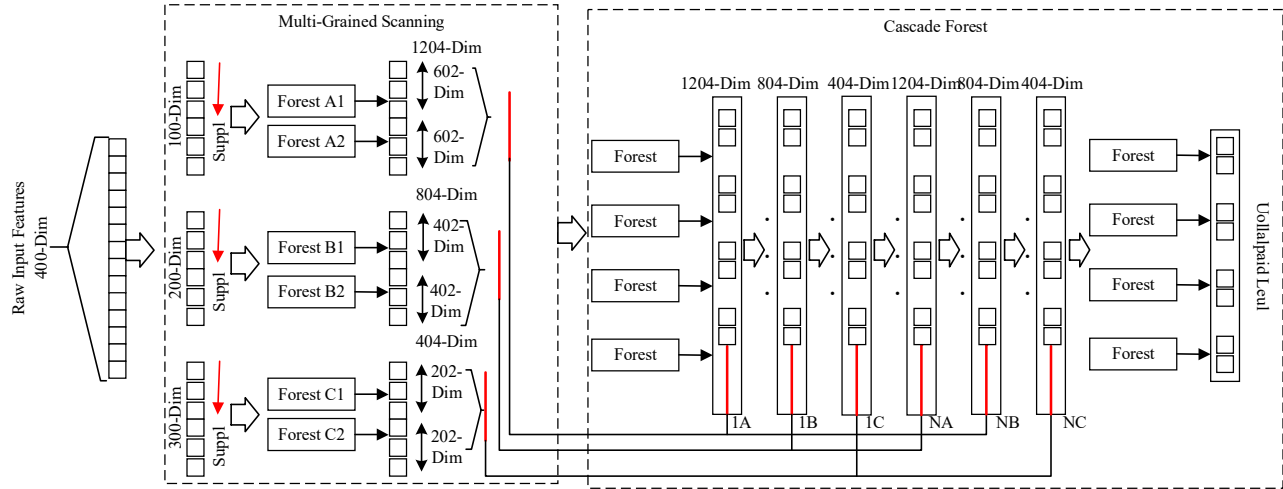 Multi-Grained Scanning
Cascade Forest
Raw Input Features
400-Dim
100-Dim
Suppl
Forest A1
Forest A2
1204-Dim
602-
Dim
602-
Dim
200-Dim
Suppl
Forest B1
Forest B2
804-Dim
402-
Dim
402-
Dim
300-Dim
Suppl
Forest C1
Forest C2
404-Dim
202-
Dim
202-
Dim
Forest
Forest
Forest
Forest
1204-Dim 804-Dim 404-Dim 1204-Dim 804-Dim 404-Dim
1A 1B 1C NA NB NC
Forest
Forest
Forest
Forest
Uollalpaid Leul